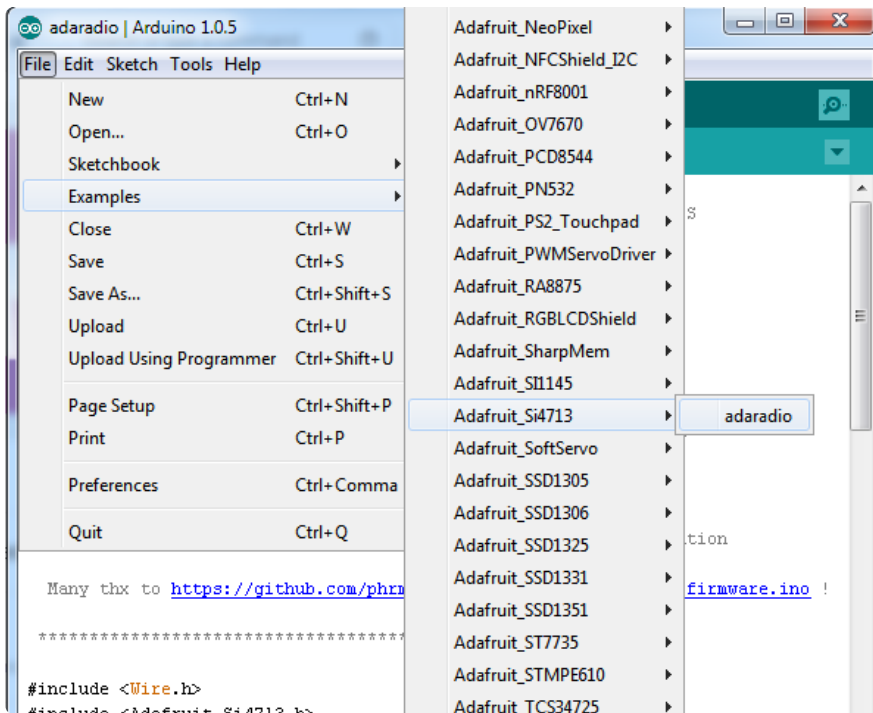 adaradio | Arduino 1.0.5
File Edit Sketch Tools Help
New Ctrl+N
Open... Ctrl+O
Sketchbook
Examples
Close Ctrl+W
Save Ctrl+S
Save As... Ctrl+Shift+S
Upload Ctrl+U
Upload Using Programmer Ctrl+Shift+U
Page Setup Ctrl+Shift+P
Print Ctrl+P
Preferences Ctrl+Comma
Quit Ctrl+Q
Adafruit_NeoPixel
Adafruit_NFCShield_I2C
Adafruit_nRF8001
Adafruit_OV7670
Adafruit_PCD8544
Adafruit_PN532
Adafruit_PS2_Touchpad
Adafruit_PWMServoDriver
Adafruit_RA8875
Adafruit_RGBLCDShield
Adafruit_SharpMem
Adafruit_SI1145
Adafruit_Si4713
Adafruit_SoftServo
Adafruit_SSD1305
Adafruit_SSD1306
Adafruit_SSD1325
Adafruit_SSD1331
Adafruit_SSD1351
Adafruit_ST7735
Adafruit_STMPE610
Adafruit_TCS34725
adaradio
s
tion
Many thx to https://github.com/phrm firmware.ino !
************************************
#include <Wire.h>
#include <Adafruit_Si4713.h>